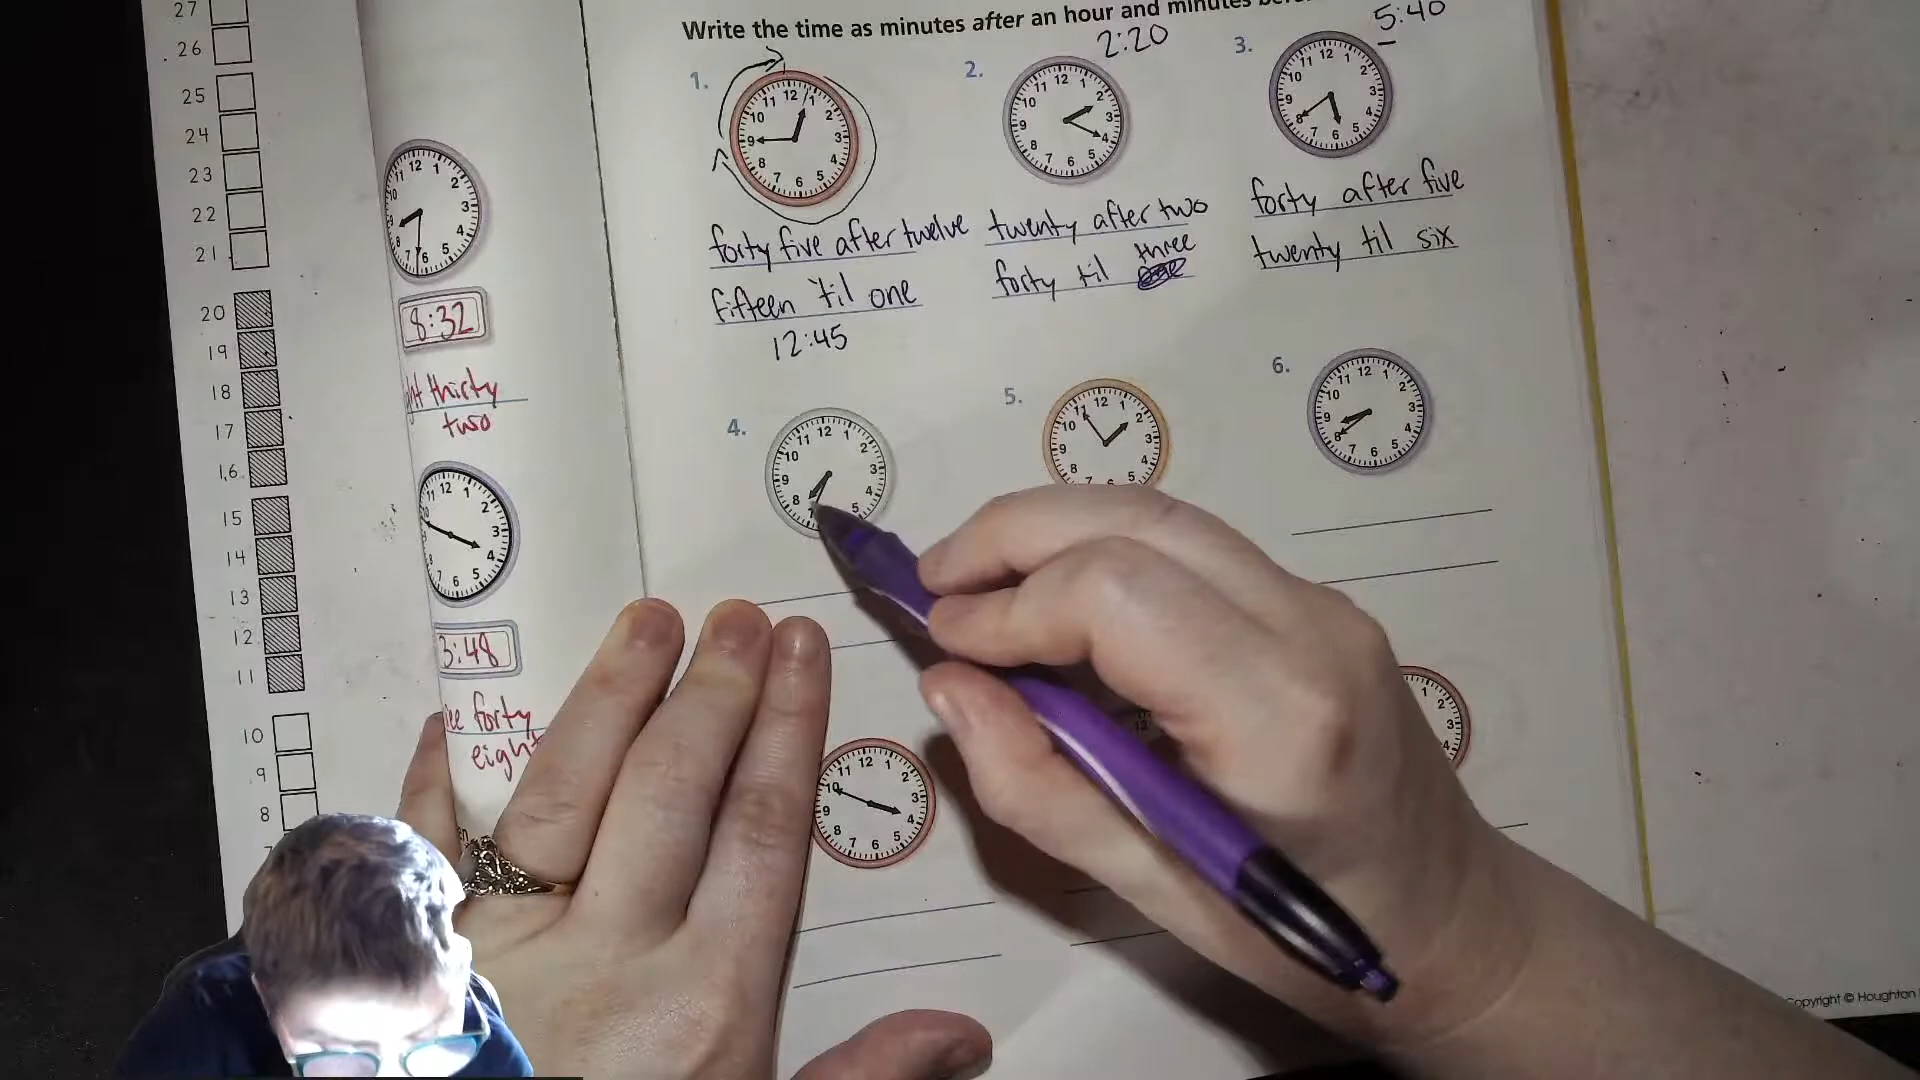 Write the time as minutes after an hour and minutes
27
26
25
24
23
22
21
20
19
18
17
16
15
14
13
12
11
10
9
8
8:32
thirty
two
3:48
forty
eight
1.
forty five after twelve
fifteen 'til one
12:45
2.
2:20
twenty after two
forty til three
3.
5:40
forty after five
twenty til six
4.
5.
6.
Copyright © Houghton